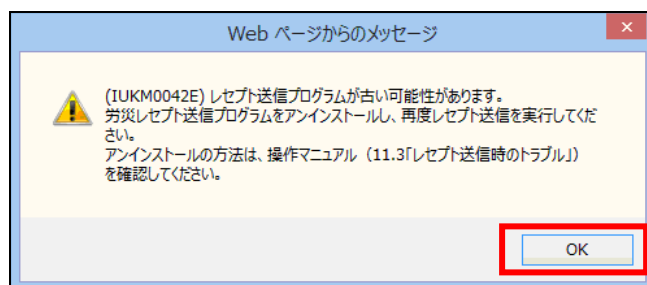 Web ページからのメッセージ
(IUKM0042E) レセプト送信プログラムが古い可能性があります。
労災レセプト送信プログラムをアンインストールし、再度レセプト送信を実行してくだ
さい。
アンインストールの方法は、操作マニュアル（11.3「レセプト送信時のトラブル」）
を確認してください。
OK